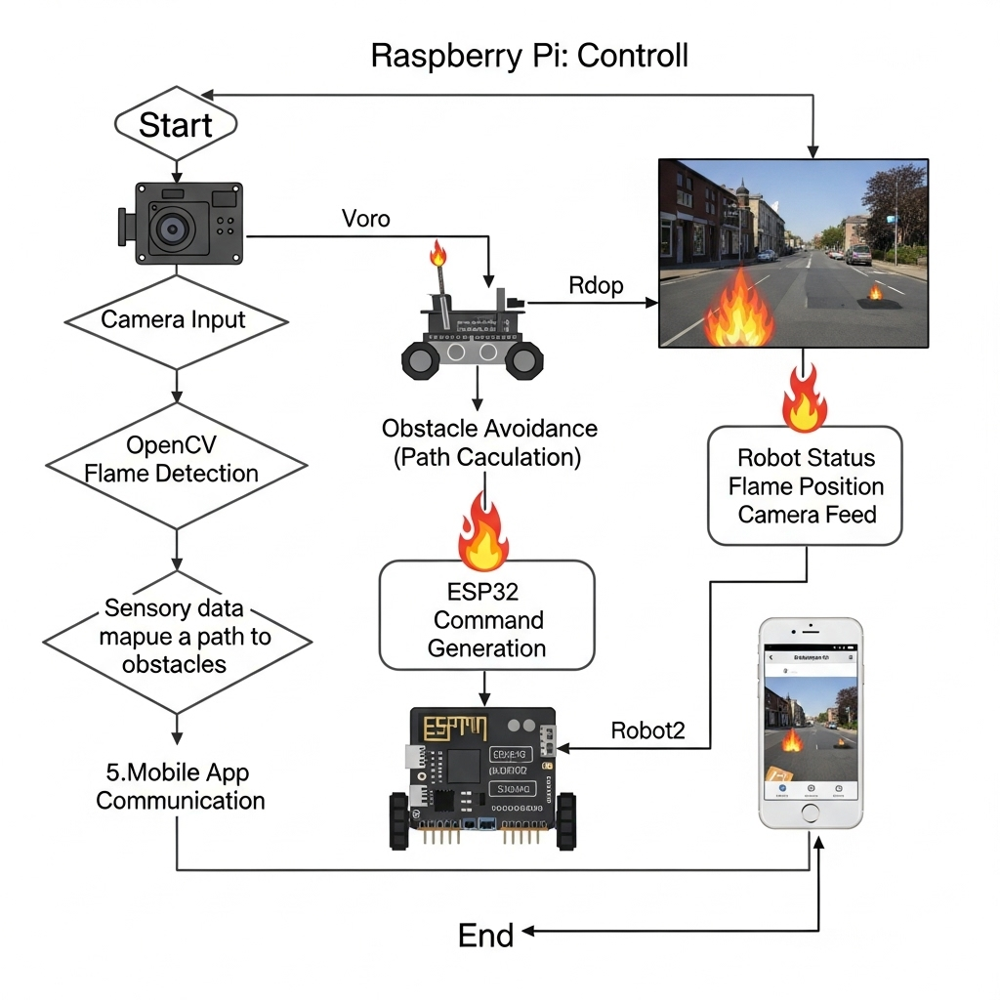 Raspberry Pi: Controll
Start
Voro
Rdop
Camera Input
Obstacle Avoidance
(Path Caculation)
OpenCV
Flame Detection
Robot Status
Flame Position
Camera Feed
ESP32
Command
Generation
Sensory data
mapue a path to
obstacles
Robot2
5.Mobile App
Communication
End